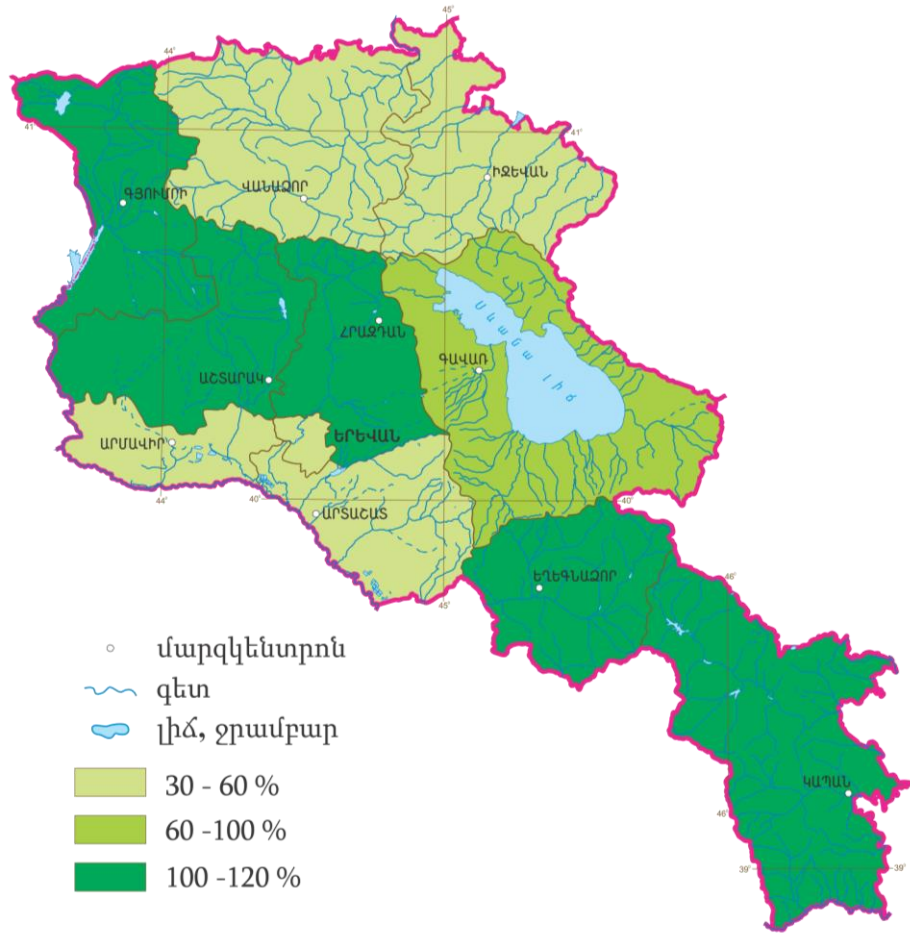 45°
44°
41
41°
ԳՅՈՒՄՐԻ
ՎԱՆԱՁՈՐ
ԻՋԵՎԱՆ
Սևանա լիճ
ՀՐԱԶԴԱՆ
ԳԱՎԱՌ
ԱՇՏԱՐԱԿ
ԱՐՄԱՎԻՐ
ԵՐԵՎԱՆ
44°
40°
40°
ԱՐՏԱՇԱՏ
ԵՂԵԳՆԱՁՈՐ
46°
45°
մարզկենտրոն
գետ
լիճ, ջրամբար
30 - 60 %
60 -100 %
100 -120 %
ԿԱՊԱՆ
46°
39°
39°